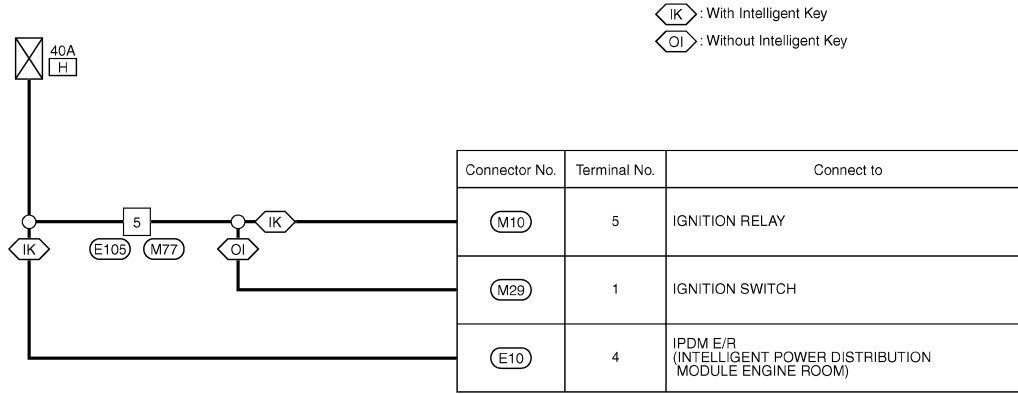 IK : With Intelligent Key
OI : Without Intelligent Key
40A
H
Connector No. Terminal No. Connect to
5 IK M10 5 IGNITION RELAY
IK E105 M77 OI
M29 1 IGNITION SWITCH
E10 4 IPDM E/R
(INTELLIGENT POWER DISTRIBUTION
MODULE ENGINE ROOM)